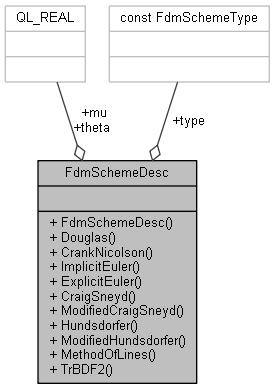 QL_REAL
const FdmSchemeType
+mu
+theta
+type
FdmSchemeDesc
+ FdmSchemeDesc()
+ Douglas()
+ CrankNicolson()
+ ImplicitEuler()
+ ExplicitEuler()
+ CraigSneyd()
+ ModifiedCraigSneyd()
+ Hundsdorfer()
+ ModifiedHundsdorfer()
+ MethodOfLines()
+ TrBDF2()